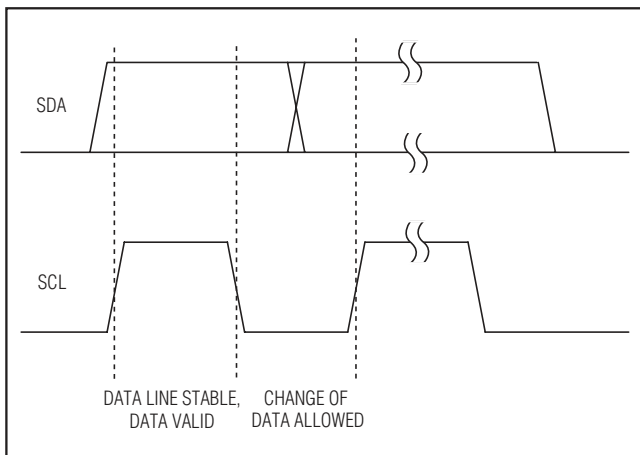 SDA
SCL
DATA LINE STABLE,
DATA VALID
CHANGE OF
DATA ALLOWED